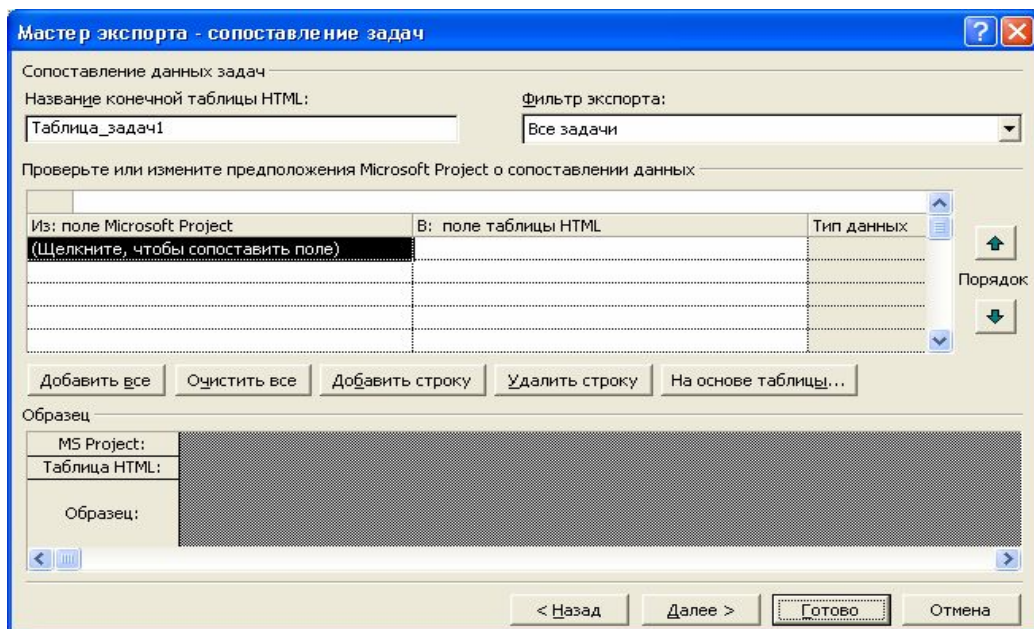 Мастер экспорта - сопоставление задач
Сопоставление данных задач
Название конечной таблицы HTML:
Фильтр экспорта:
Таблица_задач1
Все задачи
Проверьте или измените предположения Microsoft Project о сопоставлении данных
Из: поле Microsoft Project
В: поле таблицы HTML
Тип данных
(Щелкните, чтобы сопоставить поле)
Порядок
Добавить все
Очистить все
Добавить строку
Удалить строку
На основе таблицы...
Образец
MS Project:
Таблица HTML:
Образец:
< Назад
Далее >
Готово
Отмена